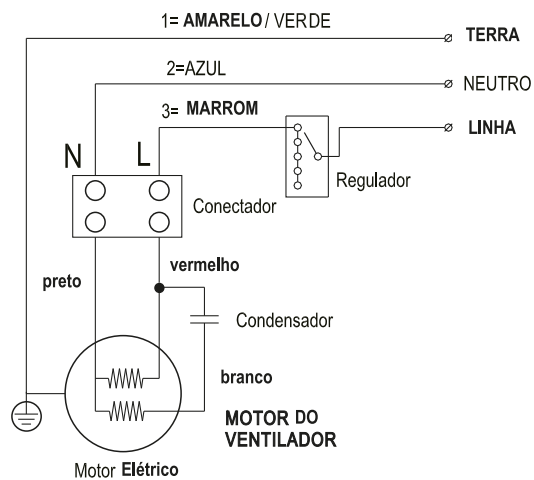 1= AMARELO / VERDE
TERRA
2=AZUL
NEUTRO
3= MARROM
LINHA
N L
Regulador
Conectador
vermelho
preto
Condensador
branco
MOTOR DO
VENTILADOR
Motor Elétrico